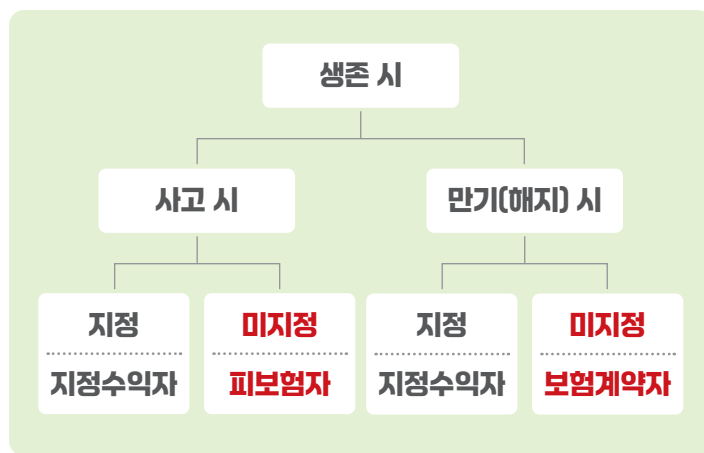 생존 시
사고 시
만기(해지) 시
지정
지정수익자
미지정
피보험자
지정
지정수익자
미지정
보험계약자